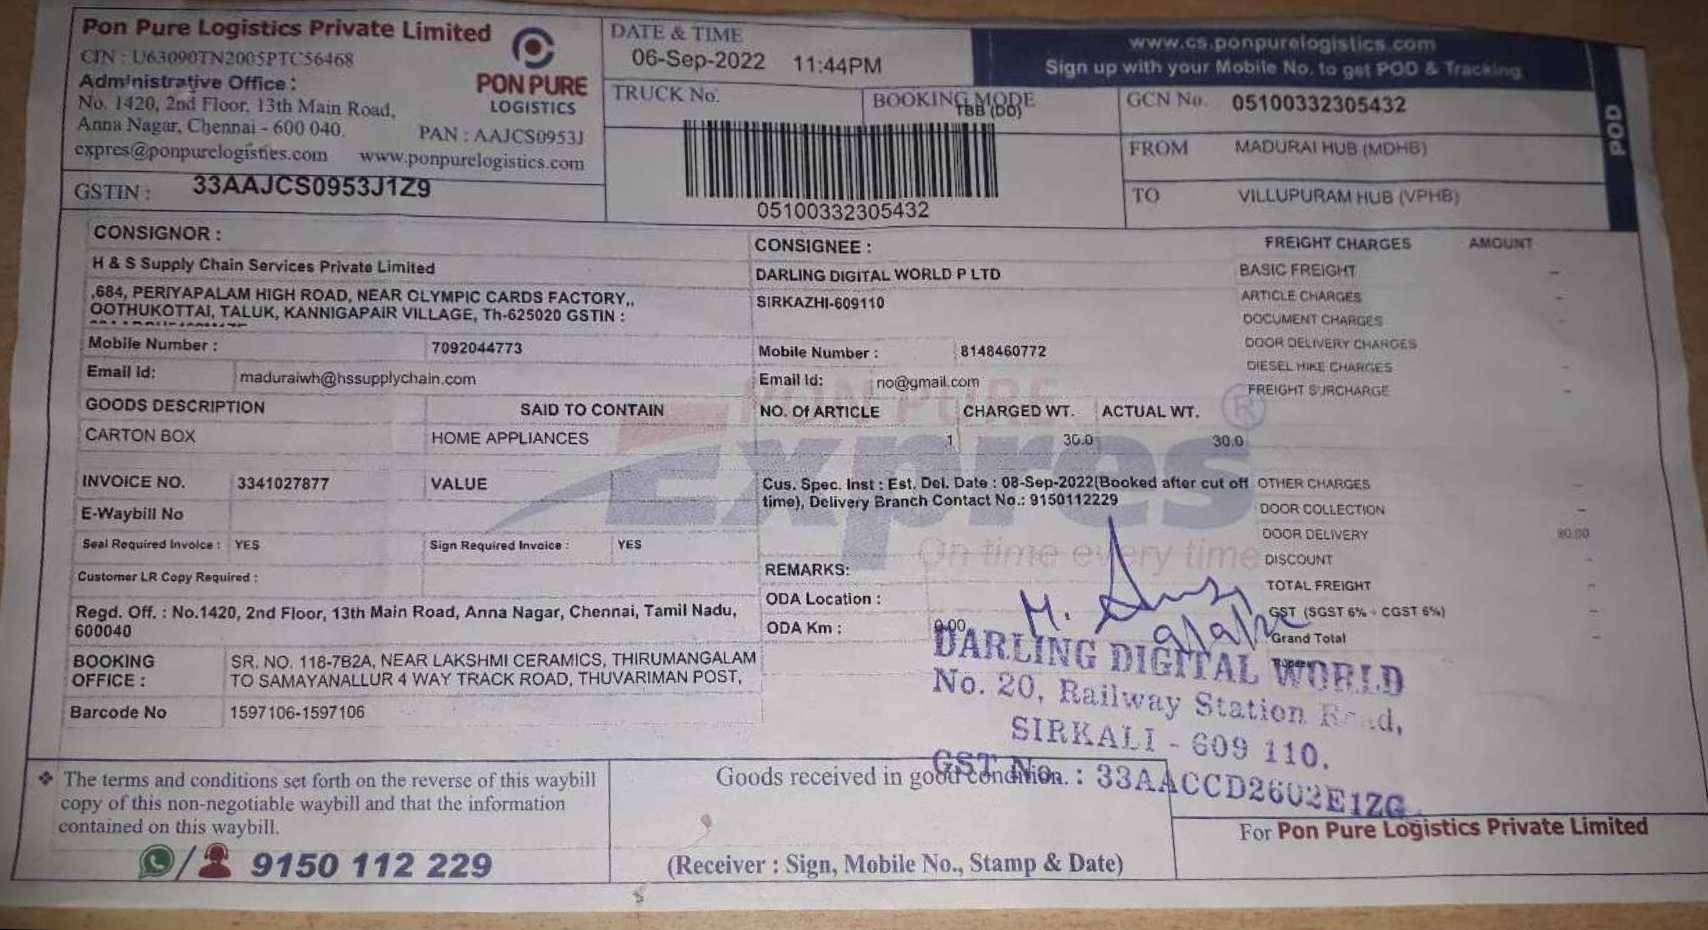 Pon Pure Logistics Private Limited
CIN : U63090TN2005PTC56468
Administrative Office :
No. 1420, 2nd Floor, 13th Main Road,
Anna Nagar, Chennai - 600 040.
PAN : AAJCS0953J
expres@ponpurelogistics.com www.ponpurelogistics.com
GSTIN : 33AAJCS0953J1Z9
PON PURE
LOGISTICS
DATE & TIME
06-Sep-2022 11:44PM
www.cs.ponpurelogistics.com
Sign up with your Mobile No. to get POD & Tracking
TRUCK No.
BOOKING MODE
TBB (DD)
05100332305432
GCN No. 05100332305432
FROM MADURAI HUB (MDHB)
TO VILLUPURAM HUB (VPHB)
POD
CONSIGNOR :
H & S Supply Chain Services Private Limited
,684, PERIYAPALAM HIGH ROAD, NEAR OLYMPIC CARDS FACTORY,.
OOTHUKOTTAI, TALUK, KANNIGAPAIR VILLAGE, Th-625020 GSTIN :
Mobile Number : 7092044773
Email Id: maduraiwh@hssupplychain.com
CONSIGNEE :
DARLING DIGITAL WORLD P LTD
SIRKAZHI-609110
Mobile Number : 8148460772
Email Id: no@gmail.com
GOODS DESCRIPTION SAID TO CONTAIN NO. Of ARTICLE CHARGED WT. ACTUAL WT.
CARTON BOX HOME APPLIANCES 1 30.0 30.0
PON PURE
Expres ®
On time every time
INVOICE NO. 3341027877 VALUE
E-Waybill No
Seal Required Invoice : YES Sign Required Invoice : YES
Customer LR Copy Required :
Regd. Off. : No.1420, 2nd Floor, 13th Main Road, Anna Nagar, Chennai, Tamil Nadu,
600040
BOOKING OFFICE : SR. NO. 118-7B2A, NEAR LAKSHMI CERAMICS, THIRUMANGALAM
TO SAMAYANALLUR 4 WAY TRACK ROAD, THUVARIMAN POST,
Barcode No 1597106-1597106
Cus. Spec. Inst : Est. Del. Date : 08-Sep-2022(Booked after cut off
time), Delivery Branch Contact No.: 9150112229
REMARKS:
ODA Location :
ODA Km : 0.00
FREIGHT CHARGES AMOUNT
BASIC FREIGHT -
ARTICLE CHARGES -
DOCUMENT CHARGES
DOOR DELIVERY CHARGES
DIESEL HIKE CHARGES
FREIGHT SURCHARGE -
OTHER CHARGES -
DOOR COLLECTION -
DOOR DELIVERY 80.00
DISCOUNT -
TOTAL FREIGHT -
GST (SGST 6% + CGST 6%) -
Grand Total -
Rupees
DARLING DIGITAL WORLD
No. 20, Railway Station Road,
SIRKALI - 609 110.
GST No. : 33AACCD2602E1ZG
The terms and conditions set forth on the reverse of this waybill
copy of this non-negotiable waybill and that the information
contained on this waybill.
/ 9150 112 229
Goods received in good condition.
(Receiver : Sign, Mobile No., Stamp & Date)
For Pon Pure Logistics Private Limited